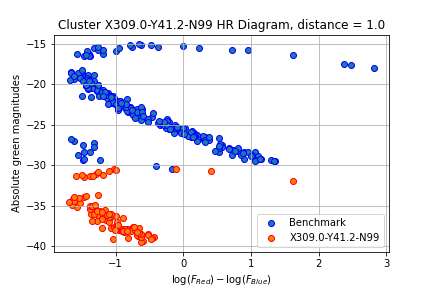 Cluster X309.0-Y41.2-N99 HR Diagram, distance = 1.0
Absolute green magnitudes
−15
−20
−25
−30
−35
−40
Benchmark
X309.0-Y41.2-N99
−1
0
1
2
3
log(F_Red) − log(F_Blue)